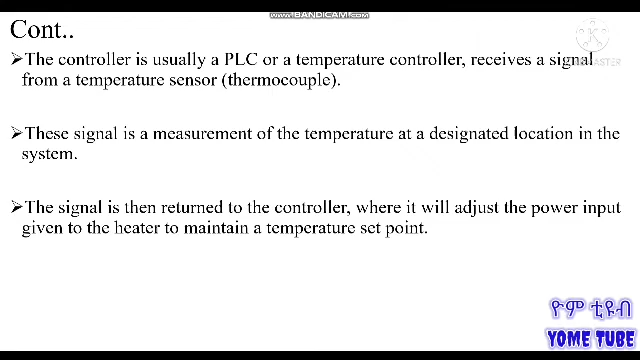 www.BANDICAM.com
Cont..
➤The controller is usually a PLC or a temperature controller, receives a signal
from a temperature sensor (thermocouple).
➤These signal is a measurement of the temperature at a designated location in the
system.
➤The signal is then returned to the controller, where it will adjust the power input
given to the heater to maintain a temperature set point.
K
KINEMASTER
ዮም ቲዩብ
YOME TUBE